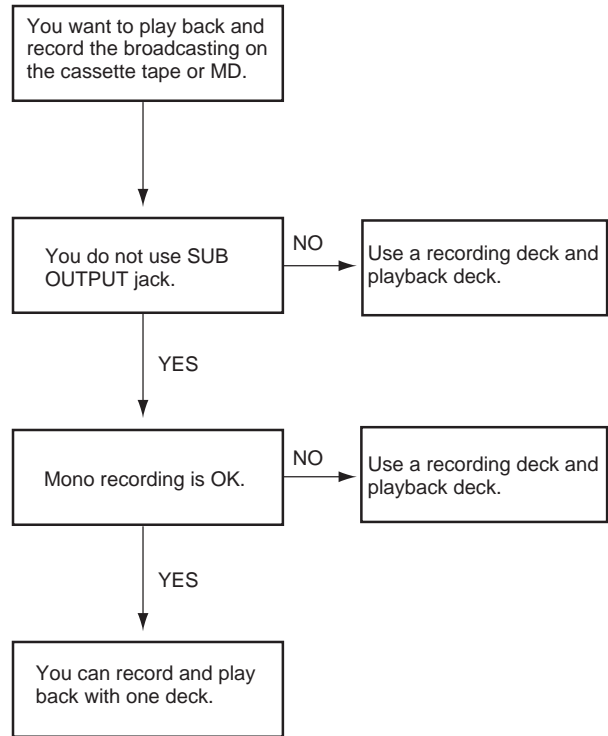 You want to play back and
record the broadcasting on
the cassette tape or MD.
You do not use SUB
OUTPUT jack.
NO
Use a recording deck and
playback deck.
YES
Mono recording is OK.
NO
Use a recording deck and
playback deck.
YES
You can record and play
back with one deck.